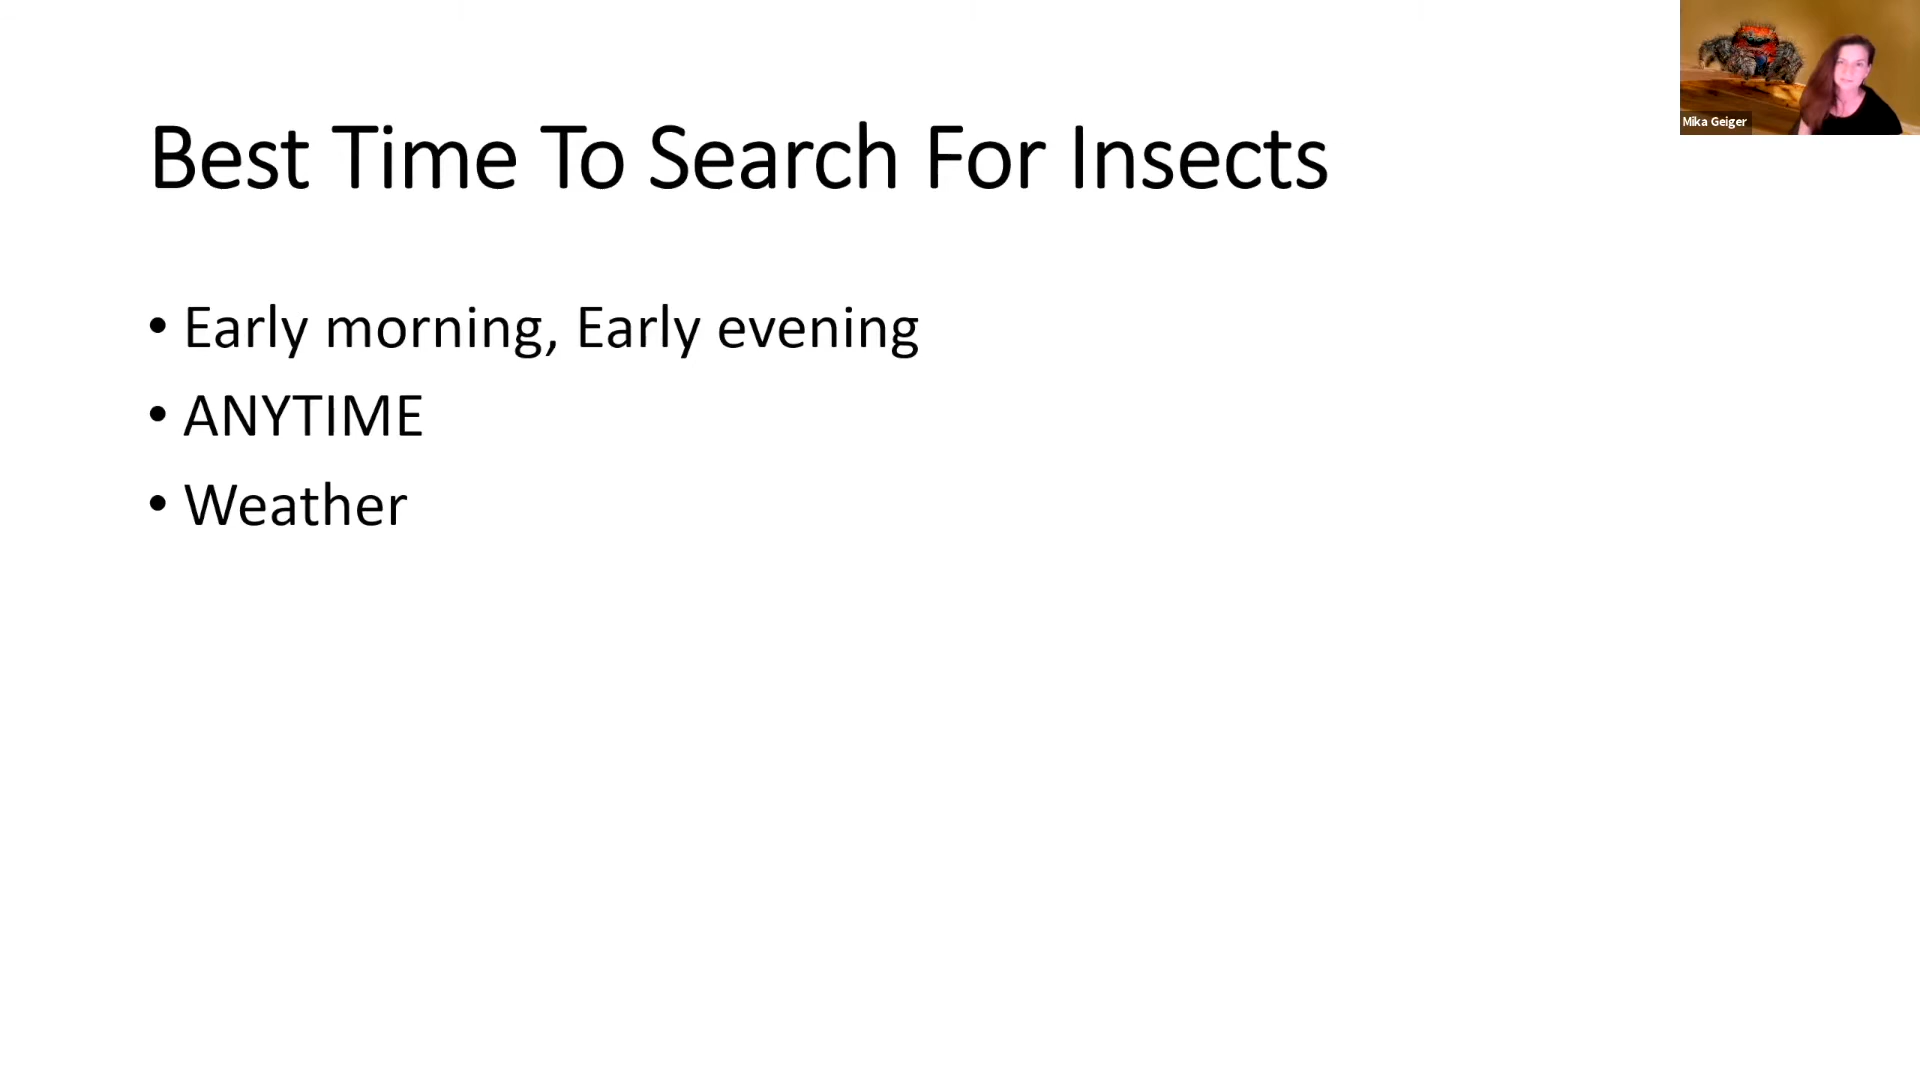 Best Time To Search For Insects
• Early morning, Early evening
• ANYTIME
• Weather
Mika Geiger